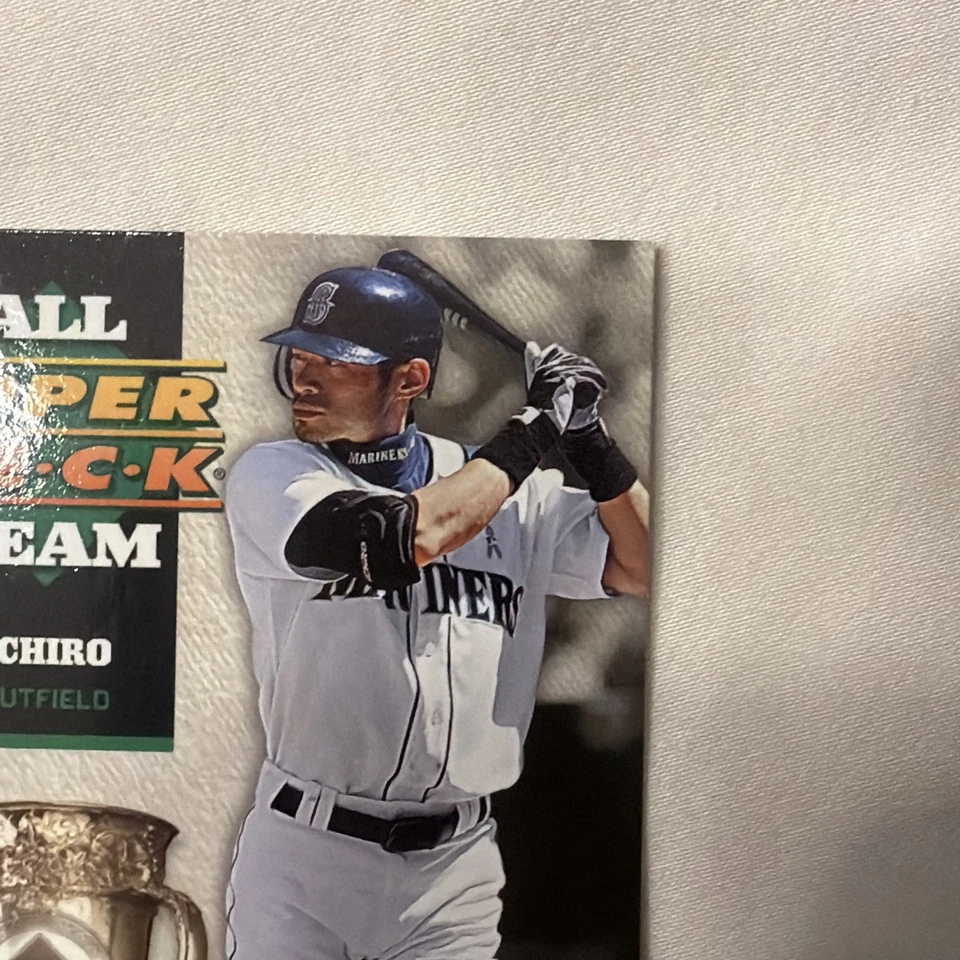 ALL
PER
C·K®
EAM
CHIRO
UTFIELD
MARINERS
MARINERS